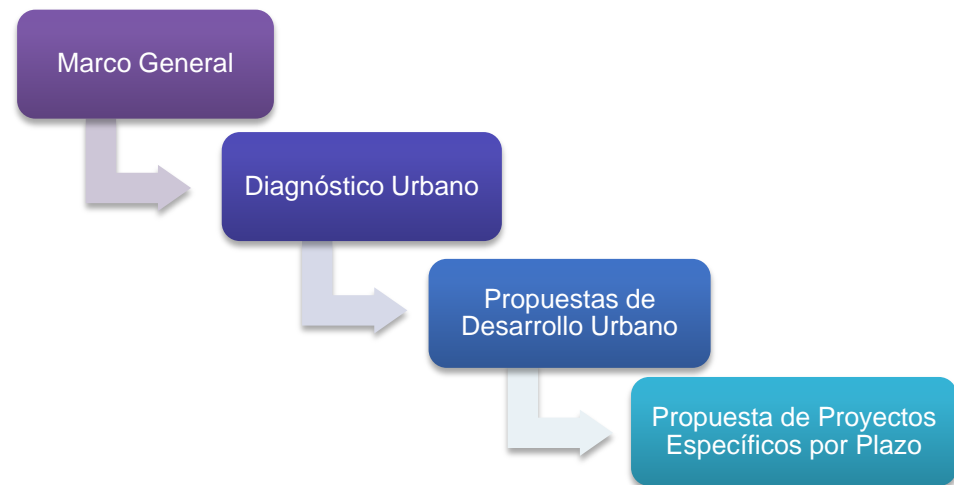 Marco General
Diagnóstico Urbano
Propuestas de
Desarrollo Urbano
Propuesta de Proyectos
Específicos por Plazo